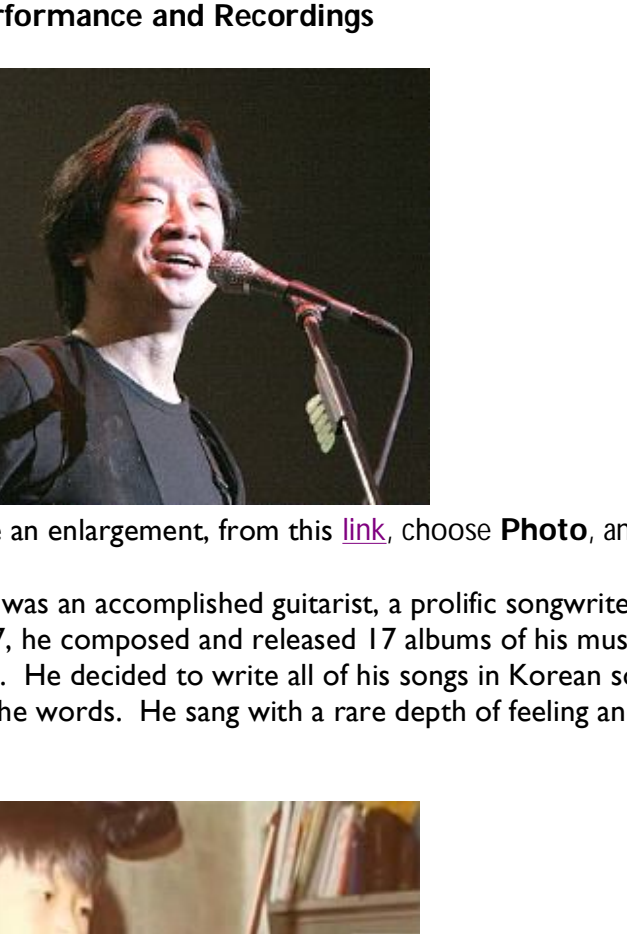 rformance and Recordings
e an enlargement, from this link, choose Photo, an
was an accomplished guitarist, a prolific songwrite
7, he composed and released 17 albums of his mus
. He decided to write all of his songs in Korean so
he words. He sang with a rare depth of feeling an